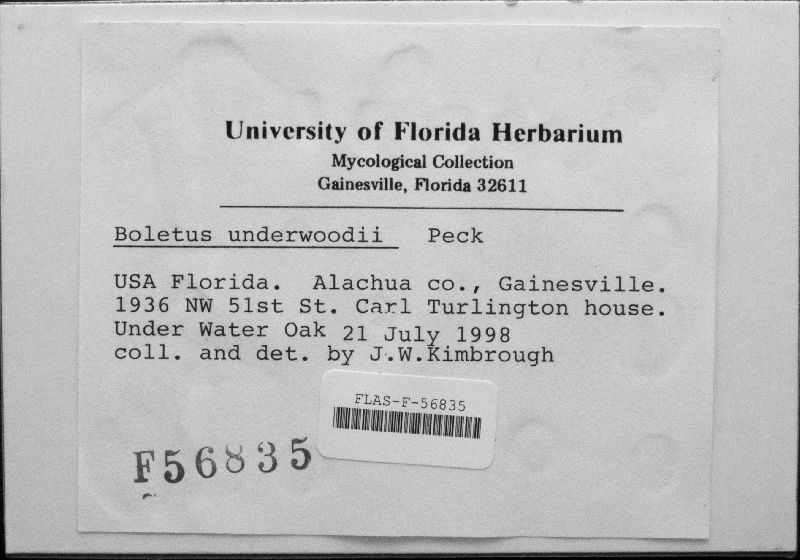 University of Florida Herbarium
Mycological Collection
Gainesville, Florida 32611
Boletus underwoodii Peck
USA Florida. Alachua co., Gainesville.
1936 NW 51st St. Carl Turlington house.
Under Water Oak 21 July 1998
coll. and det. by J.W.Kimbrough
FLAS-F-56835
F56835